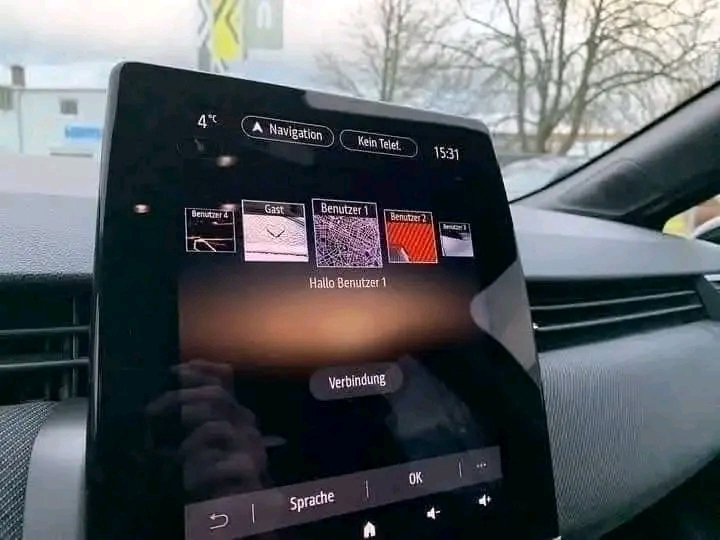 4°C
Navigation
Kein Telef.
15:31
Benutzer 4
Gast
Benutzer 1
Benutzer 2
Benutzer 3
Hallo Benutzer 1
Verbindung
Sprache
OK
...